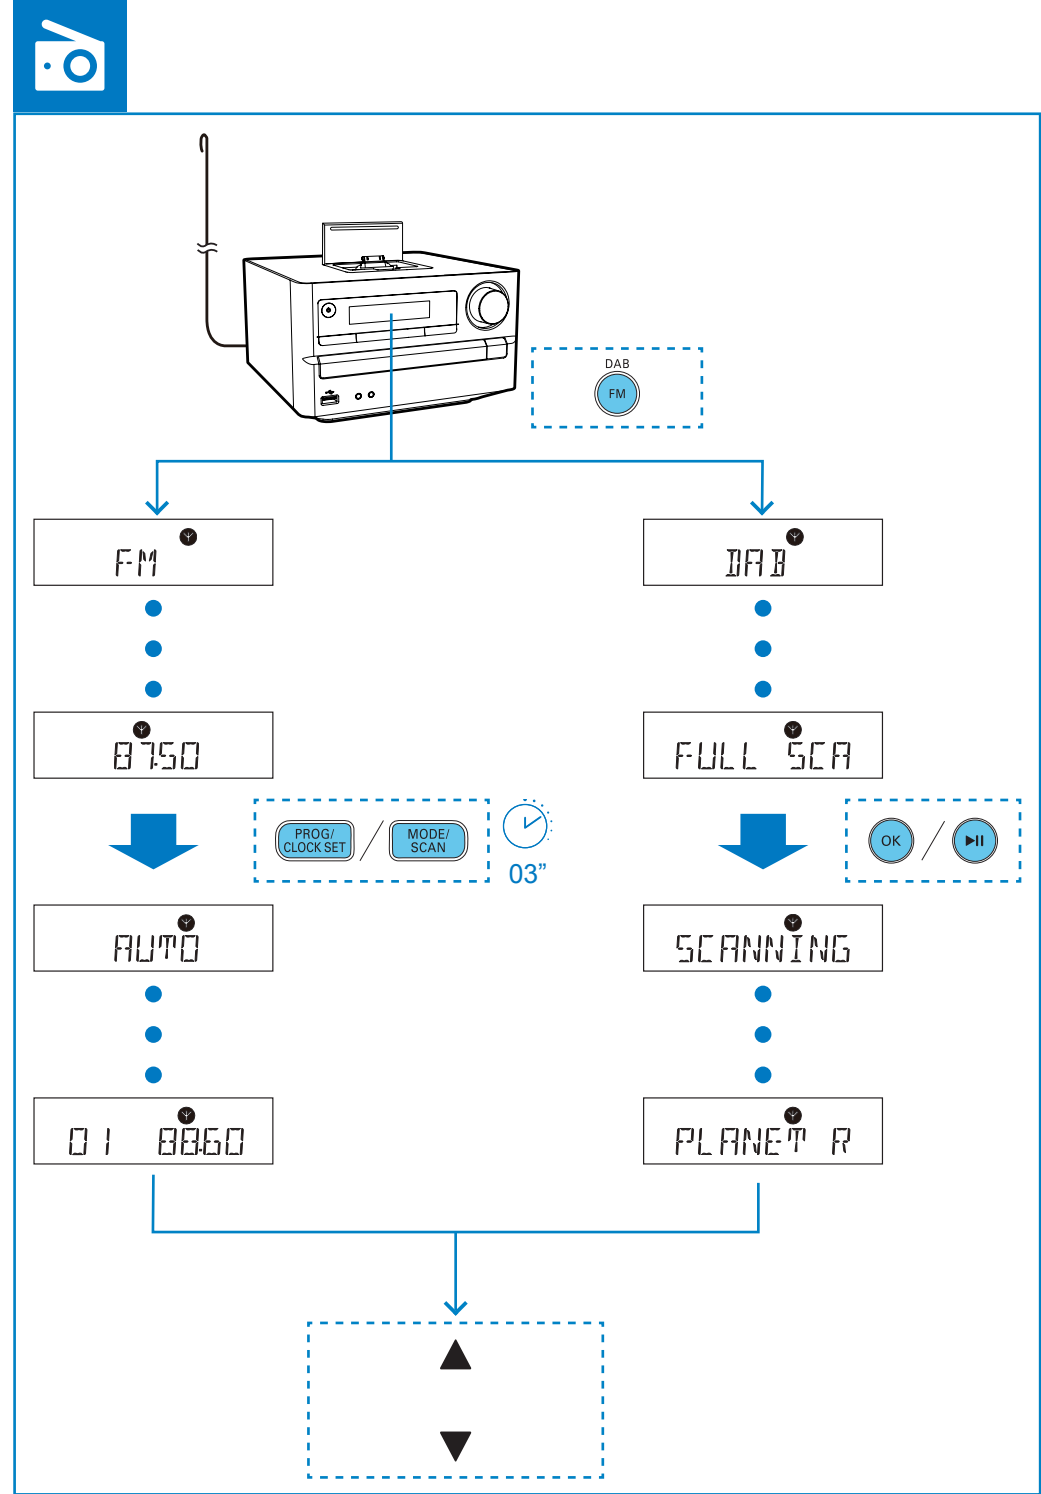 DAB
FM
FM
DAB
87.50
FULL SCA
PROG/
CLOCK SET
MODE/
SCAN
03”
OK
AUTO
SCANNING
01 88.60
PLANET R